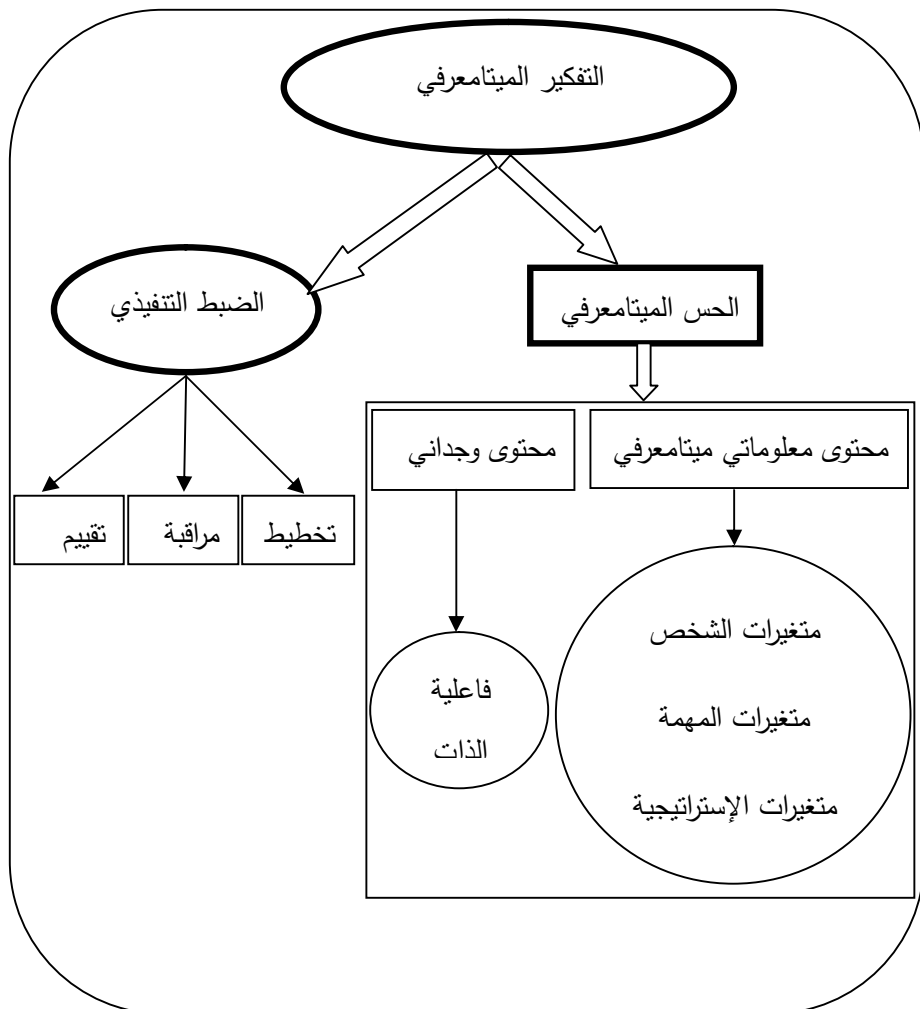 التفكير الميتامعرفي
الحس الميتامعرفي
الضبط التنفيذي
محتوى معلوماتي ميتامعرفي
محتوى وجداني
تخطيط
مراقبة
تقييم
متغيرات الشخص
متغيرات المهمة
متغيرات الإستراتيجية
فاعلية
الذات